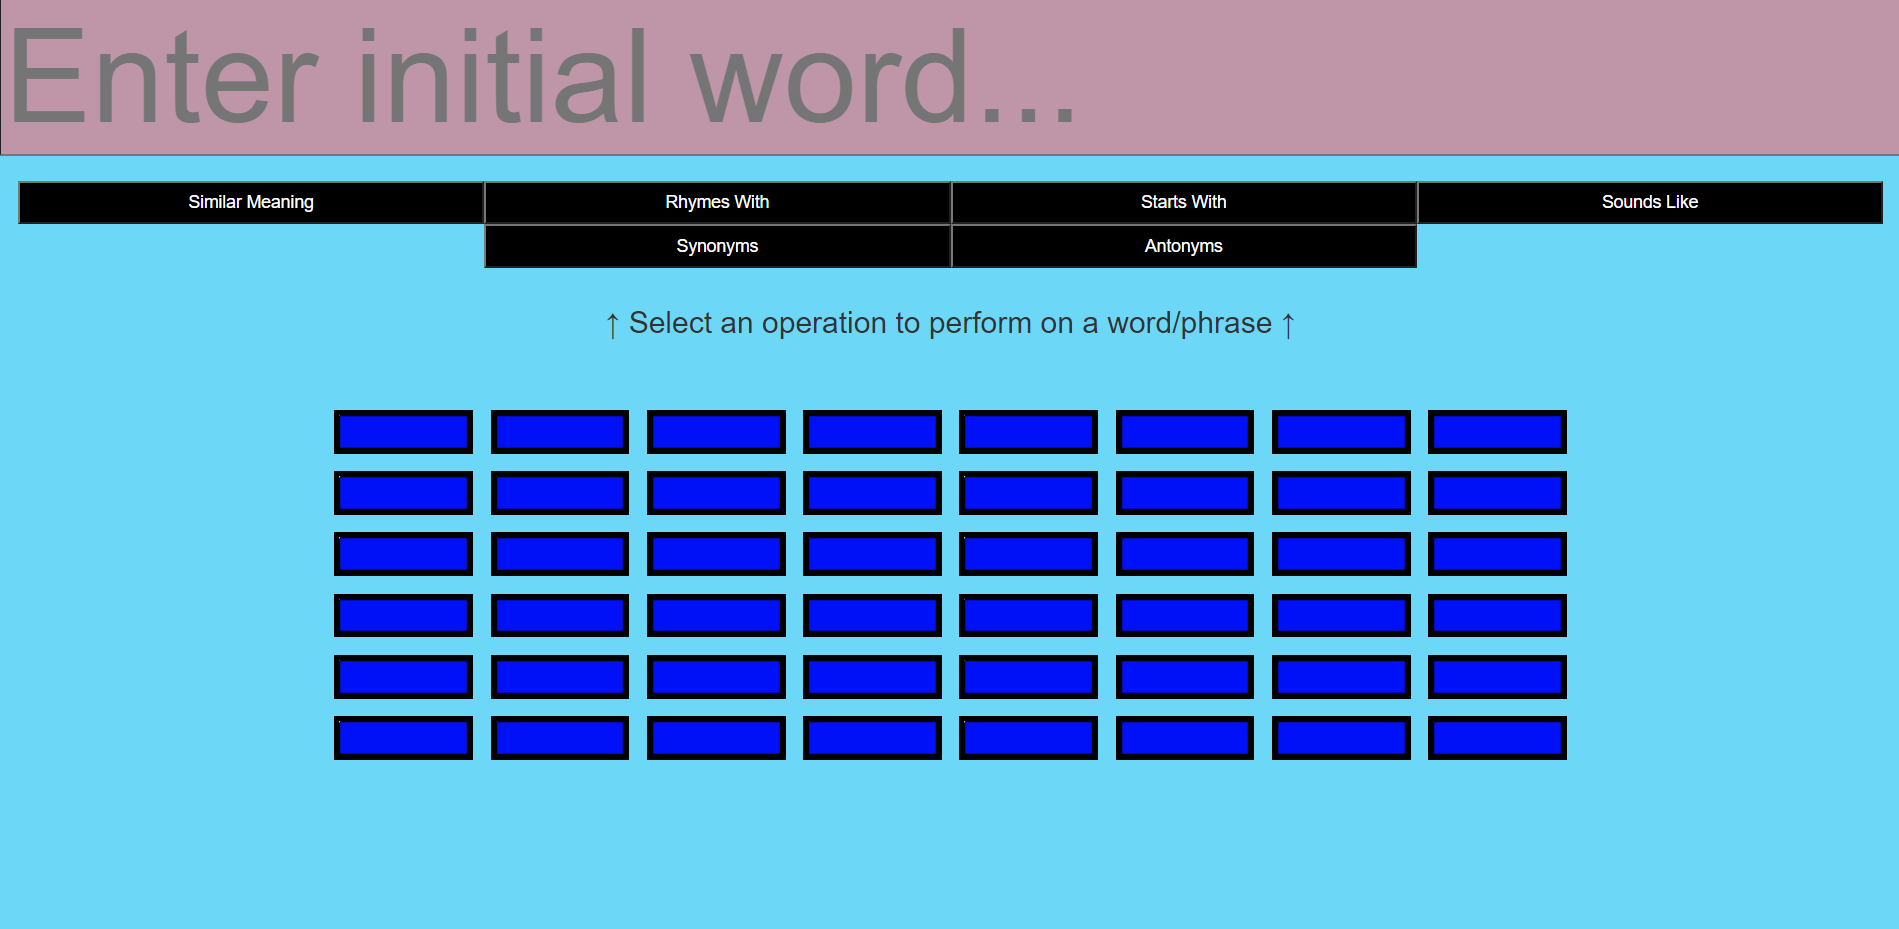 Enter initial word...
Similar Meaning Rhymes With Starts With Sounds Like
Synonyms Antonyms
↑ Select an operation to perform on a word/phrase ↑